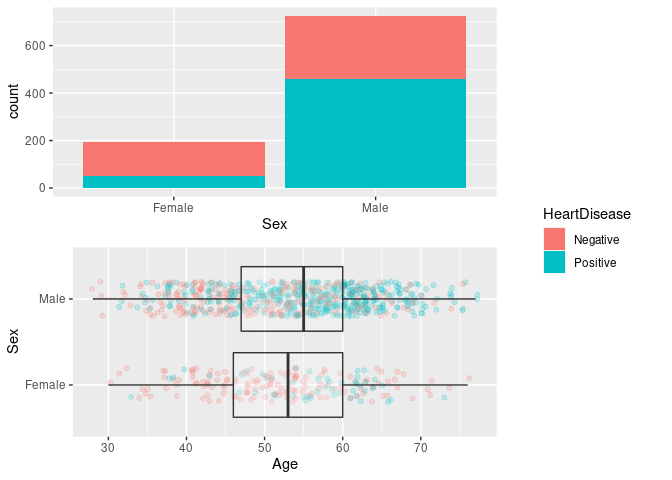 600
400
200
0
count
Female
Male
Sex
HeartDisease
Negative
Positive
Male
Female
Sex
30
40
50
60
70
Age